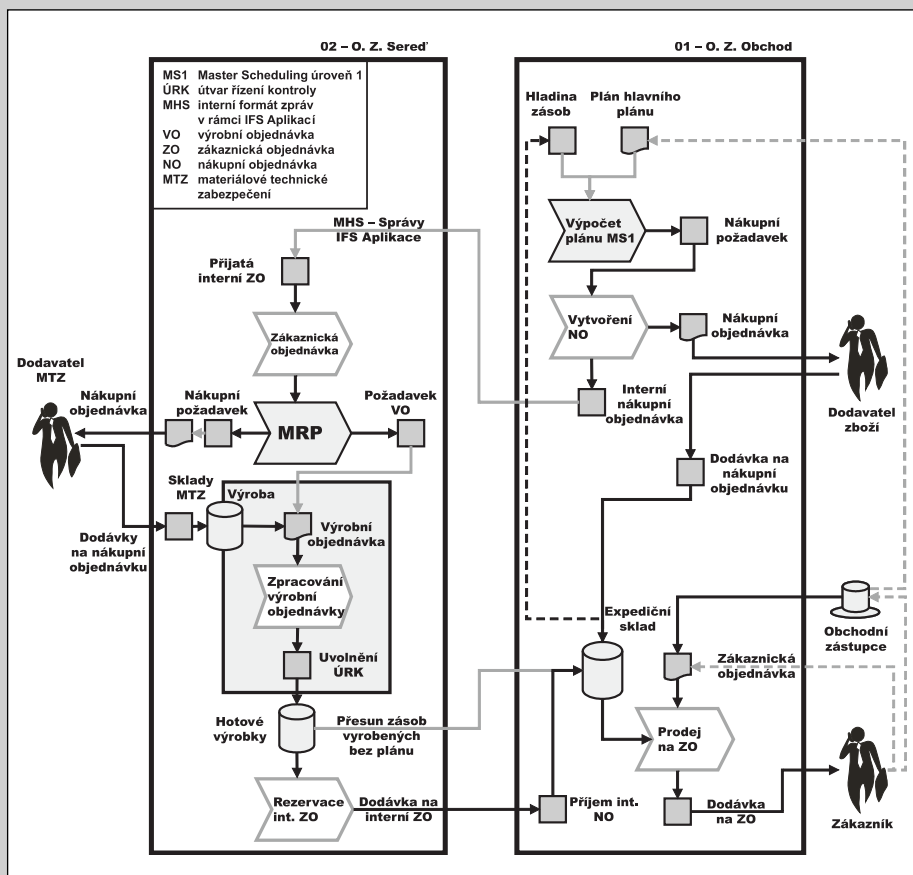 02 – O. Z. Sereď
01 – O. Z. Obchod
MS1 Master Scheduling úroveň 1
ÚRK útvar řízení kontroly
MHS interní formát zpráv
v rámci IFS Aplikací
VO výrobní objednávka
ZO zákaznická objednávka
NO nákupní objednávka
MTZ materiálové technické
zabezpečení
Hladina
zásob
Plán hlavního
plánu
MHS – Správy
IFS Aplikace
Výpočet
plánu MS1
Nákupní
požadavek
Přijatá
interní ZO
Zákaznická
objednávka
Vytvoření
NO
Nákupní
objednávka
Dodavatel
MTZ
Nákupní
objednávka
Nákupní
požadavek
Požadavek
VO
MRP
Interní
nákupní
objednávka
Dodavatel
zboží
Sklady
MTZ
Výroba
Výrobní
objednávka
Dodávka na
nákupní
objednávku
Dodávky
na nákupní
objednávku
Zpracování
výrobní
objednávky
Uvolnění
ÚRK
Expediční
sklad
Obchodní
zástupce
Zákaznická
objednávka
Hotové
výrobky
Přesun zásob
vyrobených
bez plánu
Prodej
na ZO
Rezervace
int. ZO
Dodávka na
interní ZO
Příjem int.
NO
Dodávka
na ZO
Zákazník